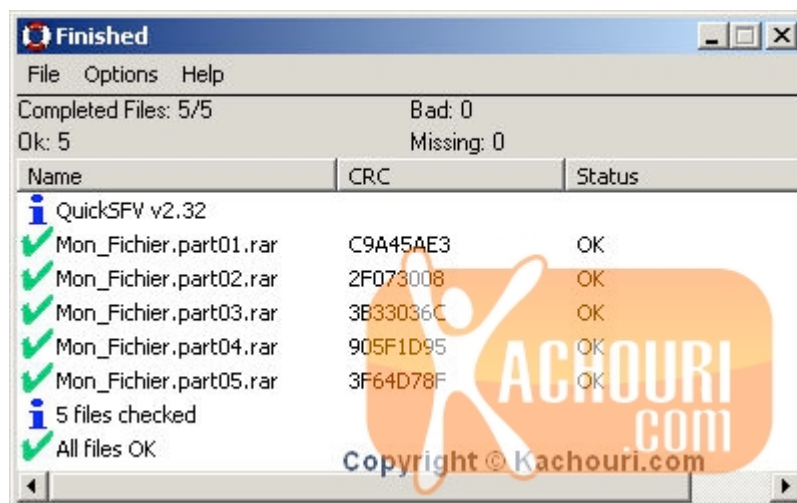 Finished
File Options Help
Completed Files: 5/5 Bad: 0
Ok: 5 Missing: 0
Name CRC Status
QuickSFV v2.32
Mon_Fichier.part01.rar C9A45AE3 OK
Mon_Fichier.part02.rar 2F073008 OK
Mon_Fichier.part03.rar 3B33036C OK
Mon_Fichier.part04.rar 905F1D95 OK
Mon_Fichier.part05.rar 3F64D78F OK
5 files checked
All files OK
KACHOURI
.com
Copyright © Kachouri.com